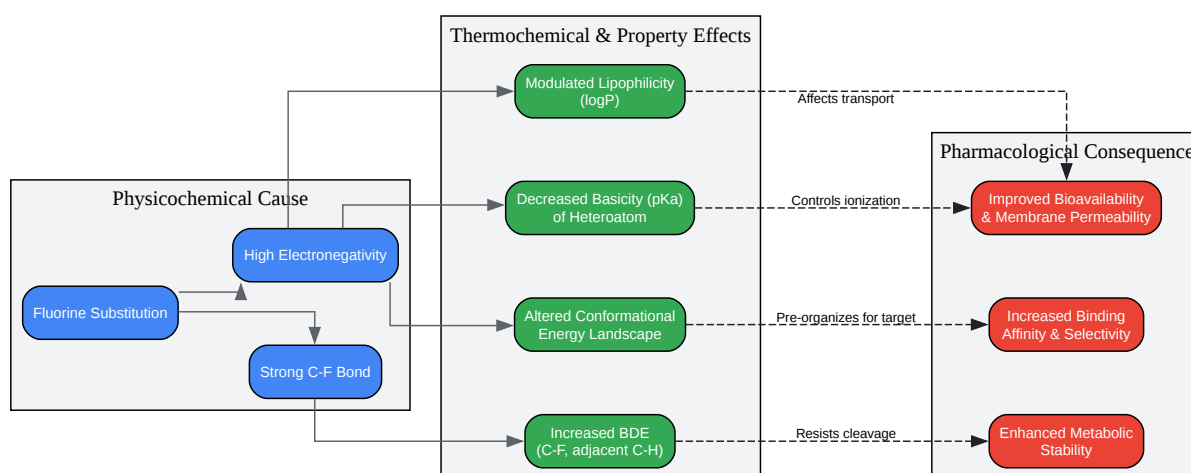 Thermochemical & Property Effects
Modulated Lipophilicity
(logP)
Affects transport
Pharmacological Consequence
Physicochemical Cause
Decreased Basicity (pKa)
of Heteroatom
Controls ionization
Improved Bioavailability
& Membrane Permeability
High Electronegativity
Fluorine Substitution
Altered Conformational
Energy Landscape
Pre-organizes for target
Increased Binding
Affinity & Selectivity
Strong C-F Bond
Increased BDE
(C-F, adjacent C-H)
Resists cleavage
Enhanced Metabolic
Stability